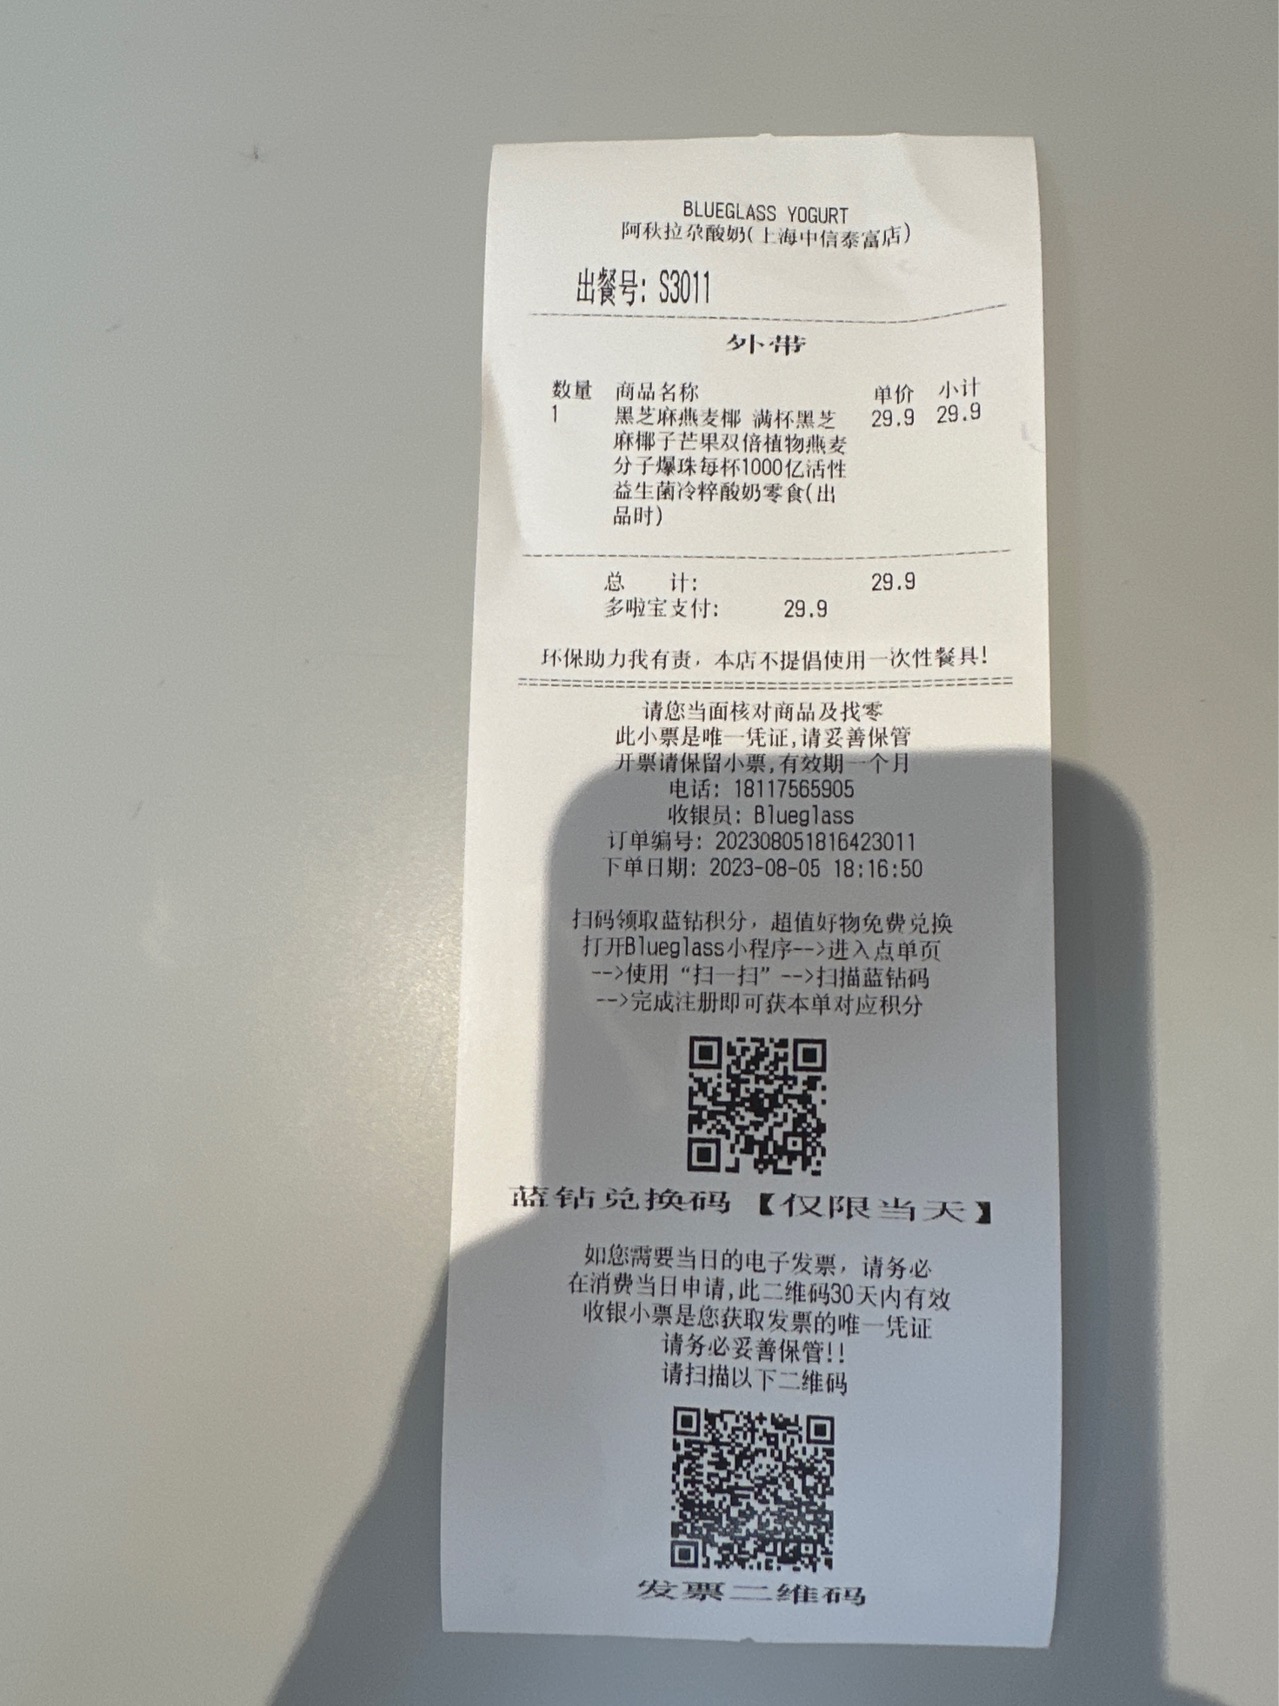 BLUEGLASS YOGURT
阿秋拉尕酸奶(上海中信泰富店)
出餐号: S3011
外带
数量 商品名称 单价 小计
1 黑芝麻燕麦椰 满杯黑芝 29.9 29.9
麻椰子芒果双倍植物燕麦
分子爆珠每杯1000亿活性
益生菌冷粹酸奶零食(出
品时)
总 计: 29.9
多啦宝支付: 29.9
环保助力我有责，本店不提倡使用一次性餐具!
请您当面核对商品及找零
此小票是唯一凭证,请妥善保管
开票请保留小票,有效期一个月
电话: 18117565905
收银员: Blueglass
订单编号: 202308051816423011
下单日期: 2023-08-05 18:16:50
扫码领取蓝钻积分，超值好物免费兑换
打开Blueglass小程序-->进入点单页
-->使用“扫一扫”-->扫描蓝钻码
-->完成注册即可获本单对应积分
蓝钻兑换码【仅限当天】
如您需要当日的电子发票，请务必
在消费当日申请,此二维码30天内有效
收银小票是您获取发票的唯一凭证
请务必妥善保管!!
请扫描以下二维码
发票二维码